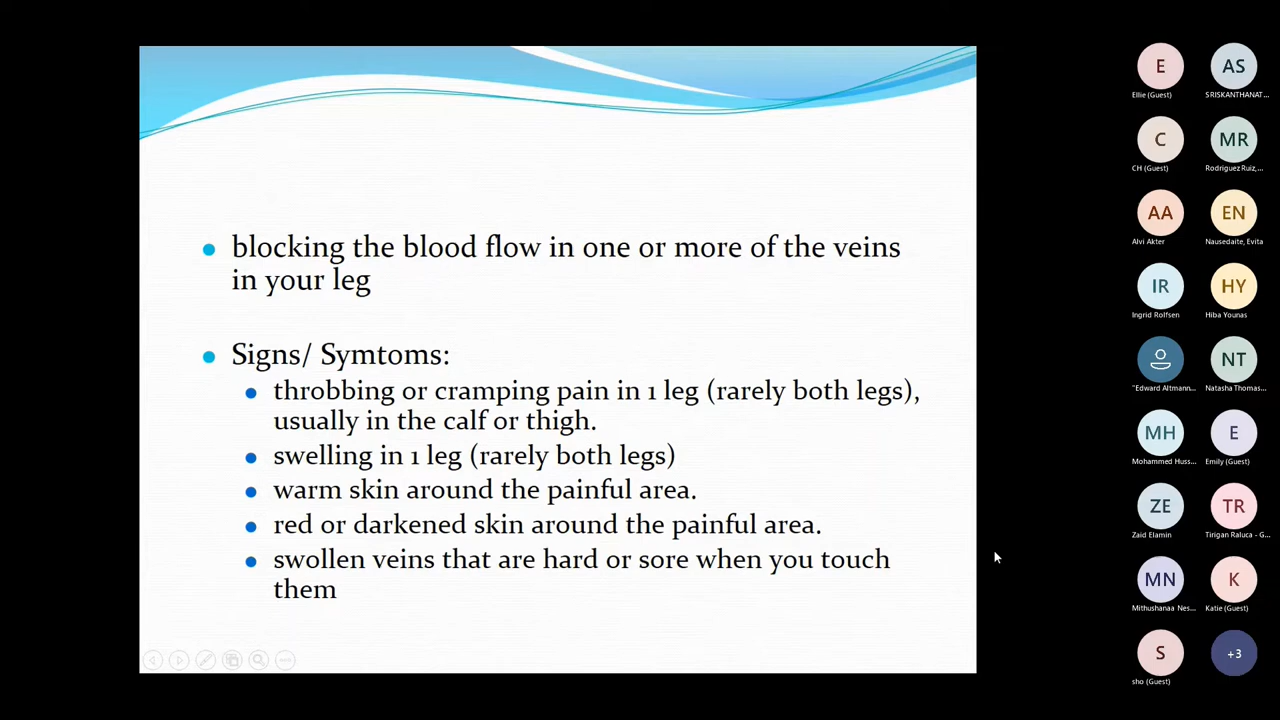 blocking the blood flow in one or more of the veins
in your leg
Signs/ Symtoms:
throbbing or cramping pain in 1 leg (rarely both legs),
usually in the calf or thigh.
swelling in 1 leg (rarely both legs)
warm skin around the painful area.
red or darkened skin around the painful area.
swollen veins that are hard or sore when you touch
them
E
Ellie (Guest)
AS
SRISKANTHANAT...
C
CH (Guest)
MR
Rodriguez Ruiz,...
AA
Alvi Akter
EN
Nausedaite, Evita
IR
Ingrid Rolfsen
HY
Hiba Younas
"Edward Altmann...
NT
Natasha Thomas...
MH
Mohammed Huss...
E
Emily (Guest)
ZE
Zaid Elamin
TR
Tirigan Raluca - G...
MN
Mithushanaa Nes...
K
Katie (Guest)
S
sho (Guest)
+3